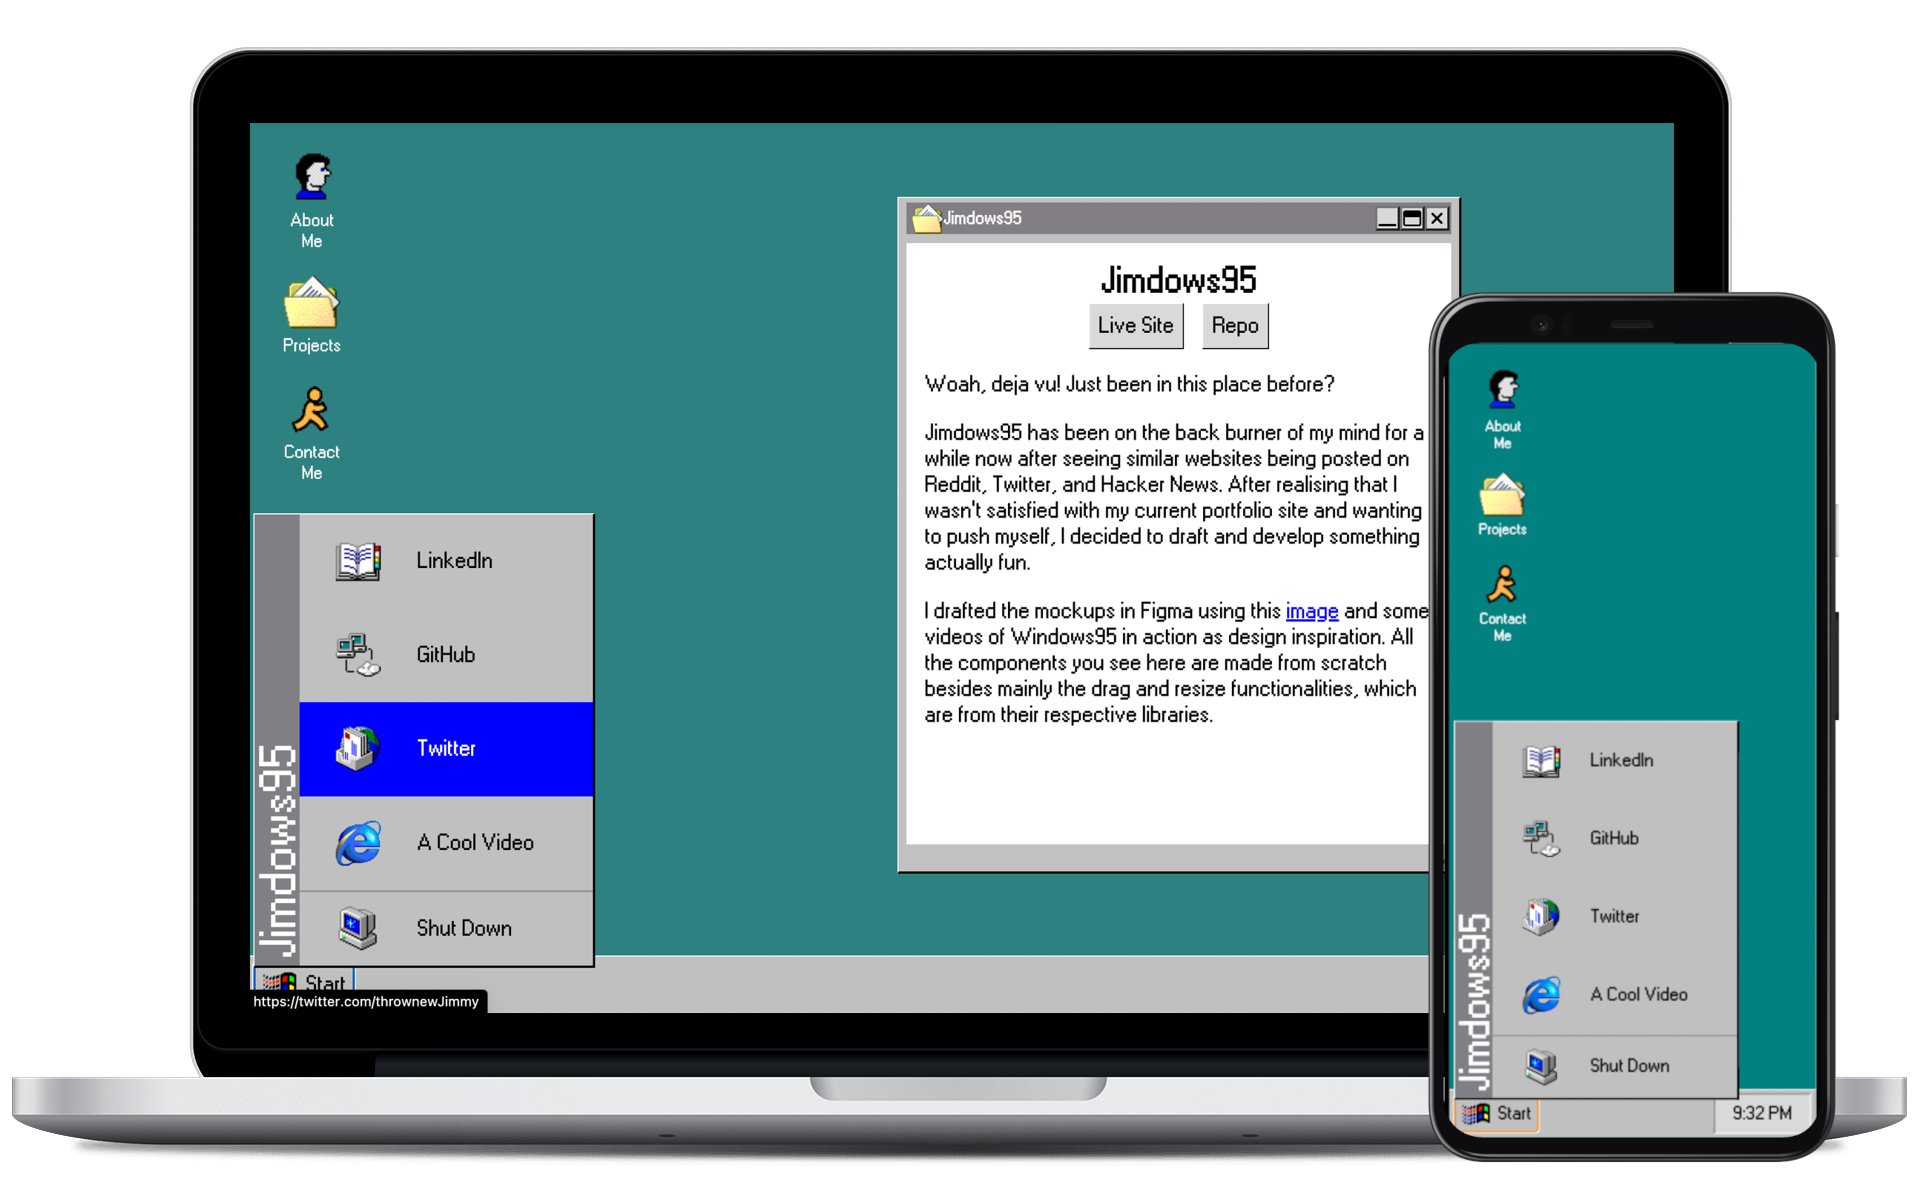 About
Me
Projects
Contact
Me
LinkedIn
GitHub
Twitter
A Cool Video
Shut Down
Jimdows95
Start
https://twitter.com/thrownewJimmy
Jimdows95
Jimdows95
Live Site
Repo
Woah, deja vu! Just been in this place before?
Jimdows95 has been on the back burner of my mind for a
while now after seeing similar websites being posted on
Reddit, Twitter, and Hacker News. After realising that I
wasn't satisfied with my current portfolio site and wanting
to push myself, I decided to draft and develop something
actually fun.
I drafted the mockups in Figma using this image and some
videos of Windows95 in action as design inspiration. All
the components you see here are made from scratch
besides mainly the drag and resize functionalities, which
are from their respective libraries.
About
Me
Projects
Contact
Me
LinkedIn
GitHub
Twitter
A Cool Video
Shut Down
Jimdows95
Start
9:32 PM